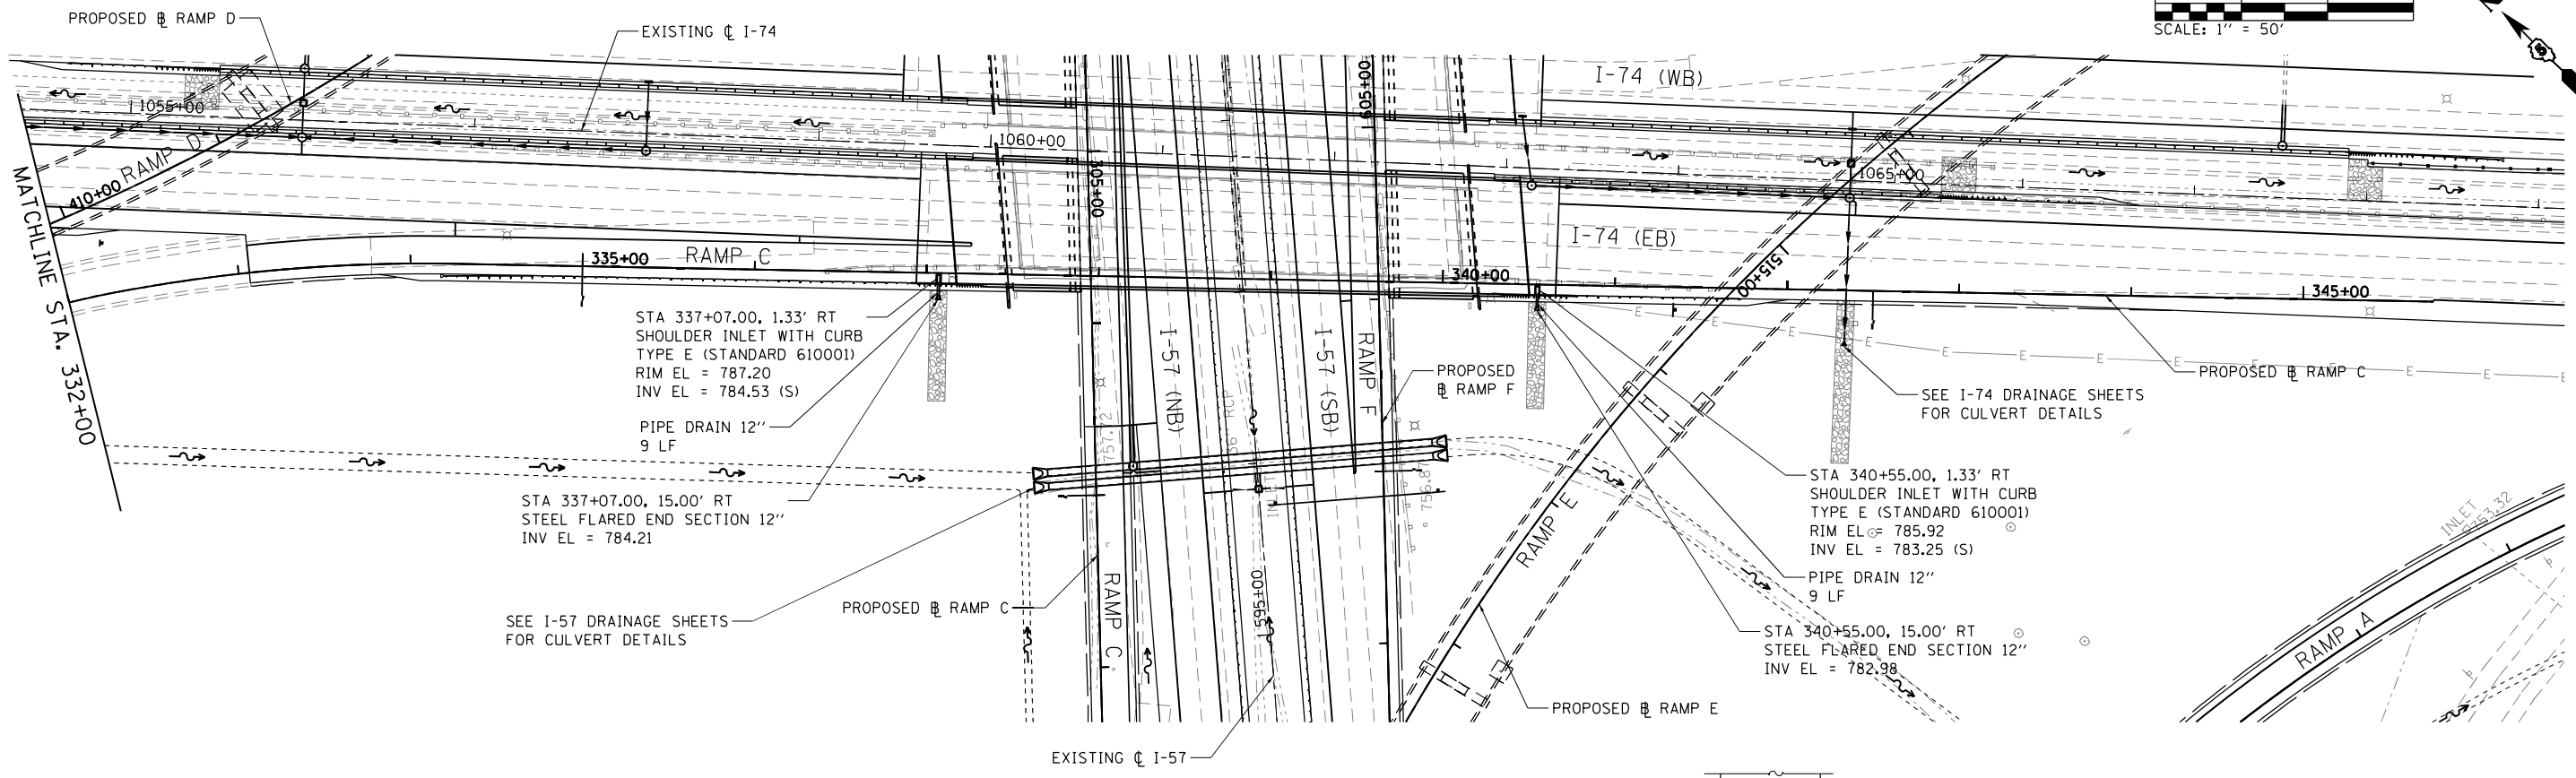 PROPOSED ℄ RAMP D
EXISTING ℄ I-74
SCALE: 1" = 50'
5
I-74 (WB)
1055+00
RAMP D
410+00
1060+00
305+00
605+00
1065+00
MATCHLINE STA. 332+00
335+00
RAMP C
340+00
I-74 (EB)
515+00
345+00
STA 337+07.00, 1.33' RT
SHOULDER INLET WITH CURB
TYPE E (STANDARD 610001)
RIM EL = 787.20
INV EL = 784.53 (S)
PIPE DRAIN 12"
9 LF
STA 337+07.00, 15.00' RT
STEEL FLARED END SECTION 12"
INV EL = 784.21
SEE I-57 DRAINAGE SHEETS
FOR CULVERT DETAILS
PROPOSED ℄ RAMP C
RAMP C
I-57 (NB)
I-57 (SB)
RAMP F
PROPOSED
℄ RAMP F
EXISTING ℄ I-57
RAMP E
PROPOSED ℄ RAMP E
E E E E E E E E E E E E
PROPOSED ℄ RAMP C
SEE I-74 DRAINAGE SHEETS
FOR CULVERT DETAILS
STA 340+55.00, 1.33' RT
SHOULDER INLET WITH CURB
TYPE E (STANDARD 610001)
RIM EL = 785.92
INV EL = 783.25 (S)
PIPE DRAIN 12"
9 LF
STA 340+55.00, 15.00' RT
STEEL FLARED END SECTION 12"
INV EL = 782.98
INLET
RAMP A